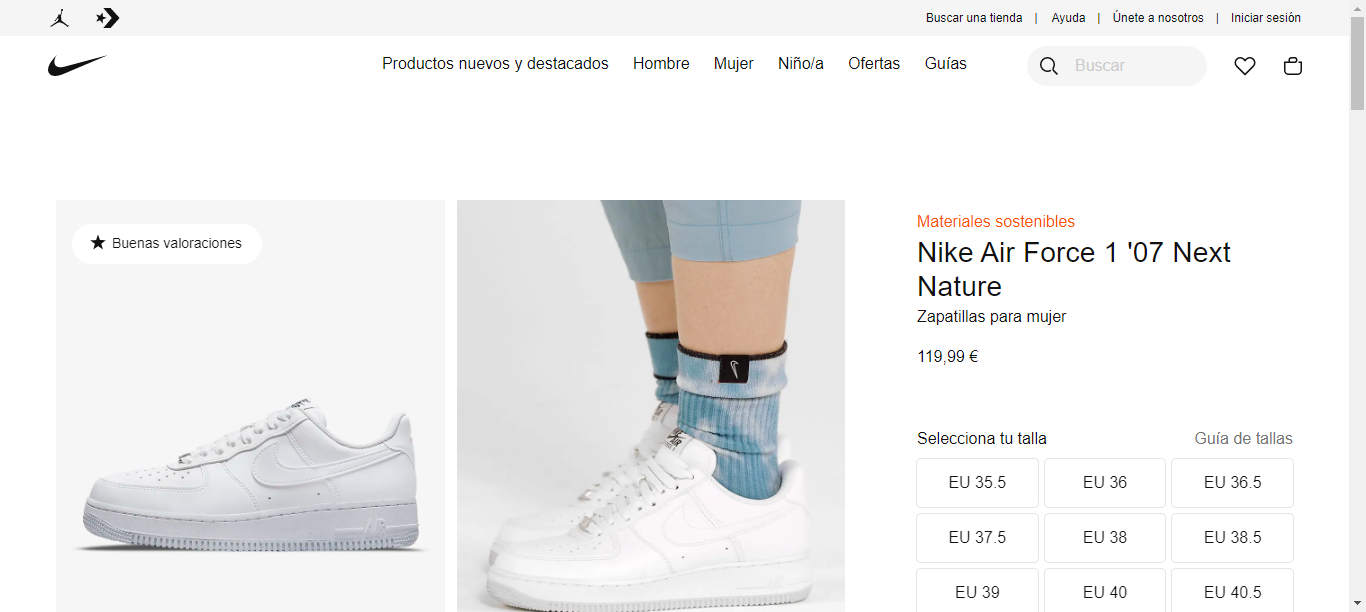 Buscar una tienda | Ayuda | Únete a nosotros | Iniciar sesión
Productos nuevos y destacados Hombre Mujer Niño/a Ofertas Guías Buscar
Buenas valoraciones
Materiales sostenibles
Nike Air Force 1 '07 Next
Nature
Zapatillas para mujer
119,99 €
Selecciona tu talla Guía de tallas
EU 35.5 EU 36 EU 36.5
EU 37.5 EU 38 EU 38.5
EU 39 EU 40 EU 40.5